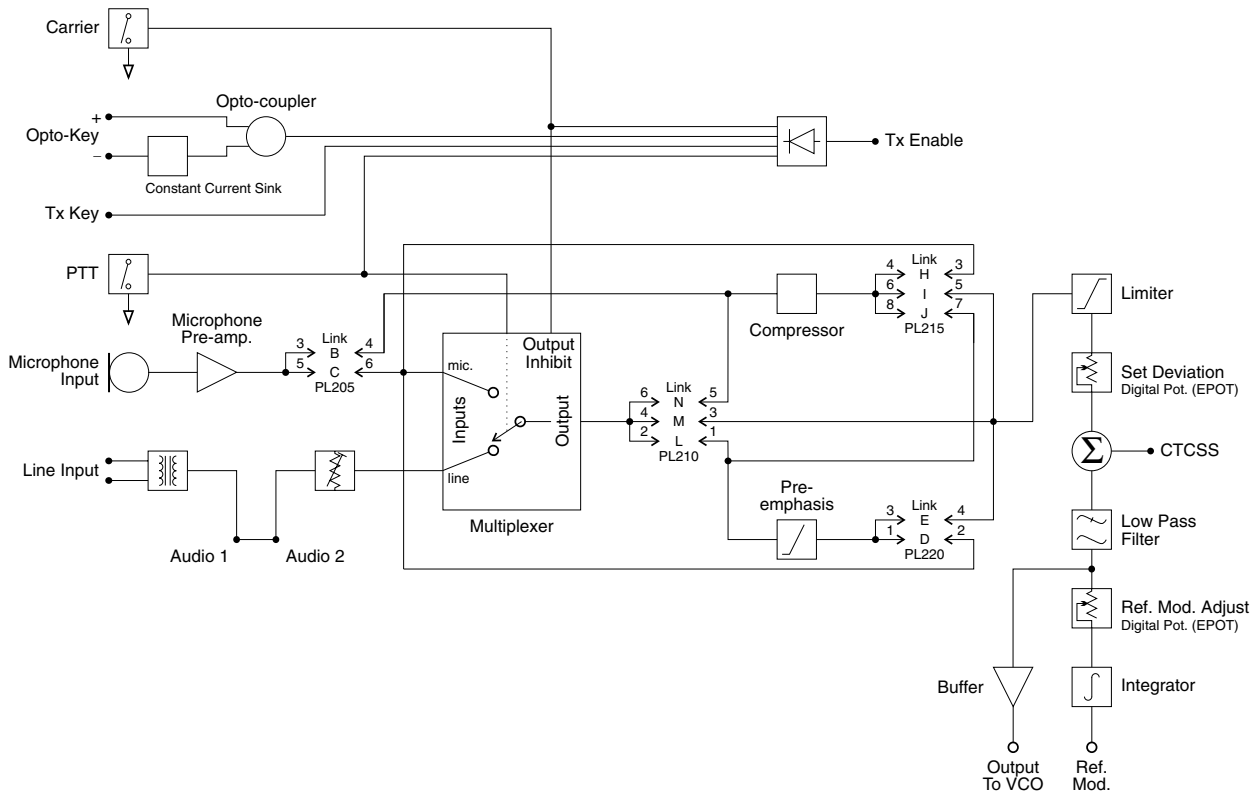 Carrier
Opto-coupler
+
Opto-Key
−
Constant Current Sink
Tx Enable
Tx Key
PTT
Microphone
Pre-amp.
Microphone
Input
3
5
Link
B
C
PL205
4
6
mic.
Inputs
line
Output
Inhibit
Output
Multiplexer
Line Input
Audio 1
Audio 2
6
4
2
Link
N
M
L
PL210
5
3
1
Compressor
4
6
8
Link
H
I
J
PL215
3
5
7
Pre-
emphasis
3
1
Link
E
D
PL220
4
2
Limiter
Set Deviation
Digital Pot. (EPOT)
Σ
CTCSS
Low Pass
Filter
Ref. Mod. Adjust
Digital Pot. (EPOT)
Buffer
Integrator
Output
To VCO
Ref.
Mod.